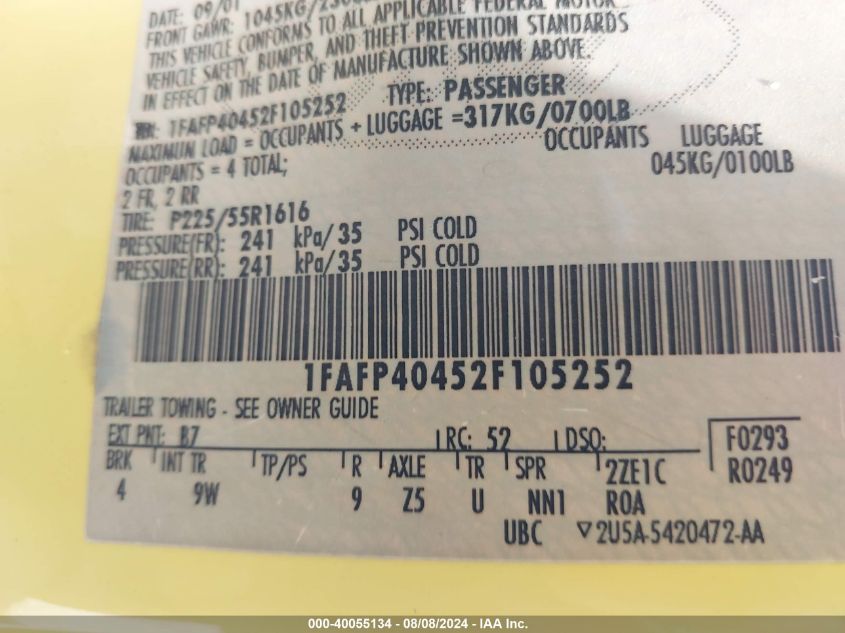 DATE: 09/01
FRONT GAWR: 1045KG/
THIS VEHICLE CONFORMS TO ALL APPLICABLE FEDERAL MOTOR
VEHICLE SAFETY, BUMPER, AND THEFT PREVENTION STANDARDS
IN EFFECT ON THE DATE OF MANUFACTURE SHOWN ABOVE.
1FAFP40452F105252 TYPE: PASSENGER
MAXIMUN LOAD = OCCUPANTS + LUGGAGE =317KG/0700LB
OCCUPANTS = 4 TOTAL; OCCUPANTS LUGGAGE
2 FR, 2 RR 045KG/0100LB
TIRE: P225/55R1616
PRESSURE(FR): 241 kPa/35 PSI COLD
PRESSURE(RR): 241 kPa/35 PSI COLD
1FAFP40452F105252
TRAILER TOWING - SEE OWNER GUIDE
EXT PNT: B7 RC: 52 DSO: F0293
BRK INT TR TP/PS R AXLE TR SPR 2ZE1C R0249
4 9W 9 Z5 U NN1 ROA
UBC ▽2U5A-5420472-AA
000-40055134 - 08/08/2024 - IAA Inc.